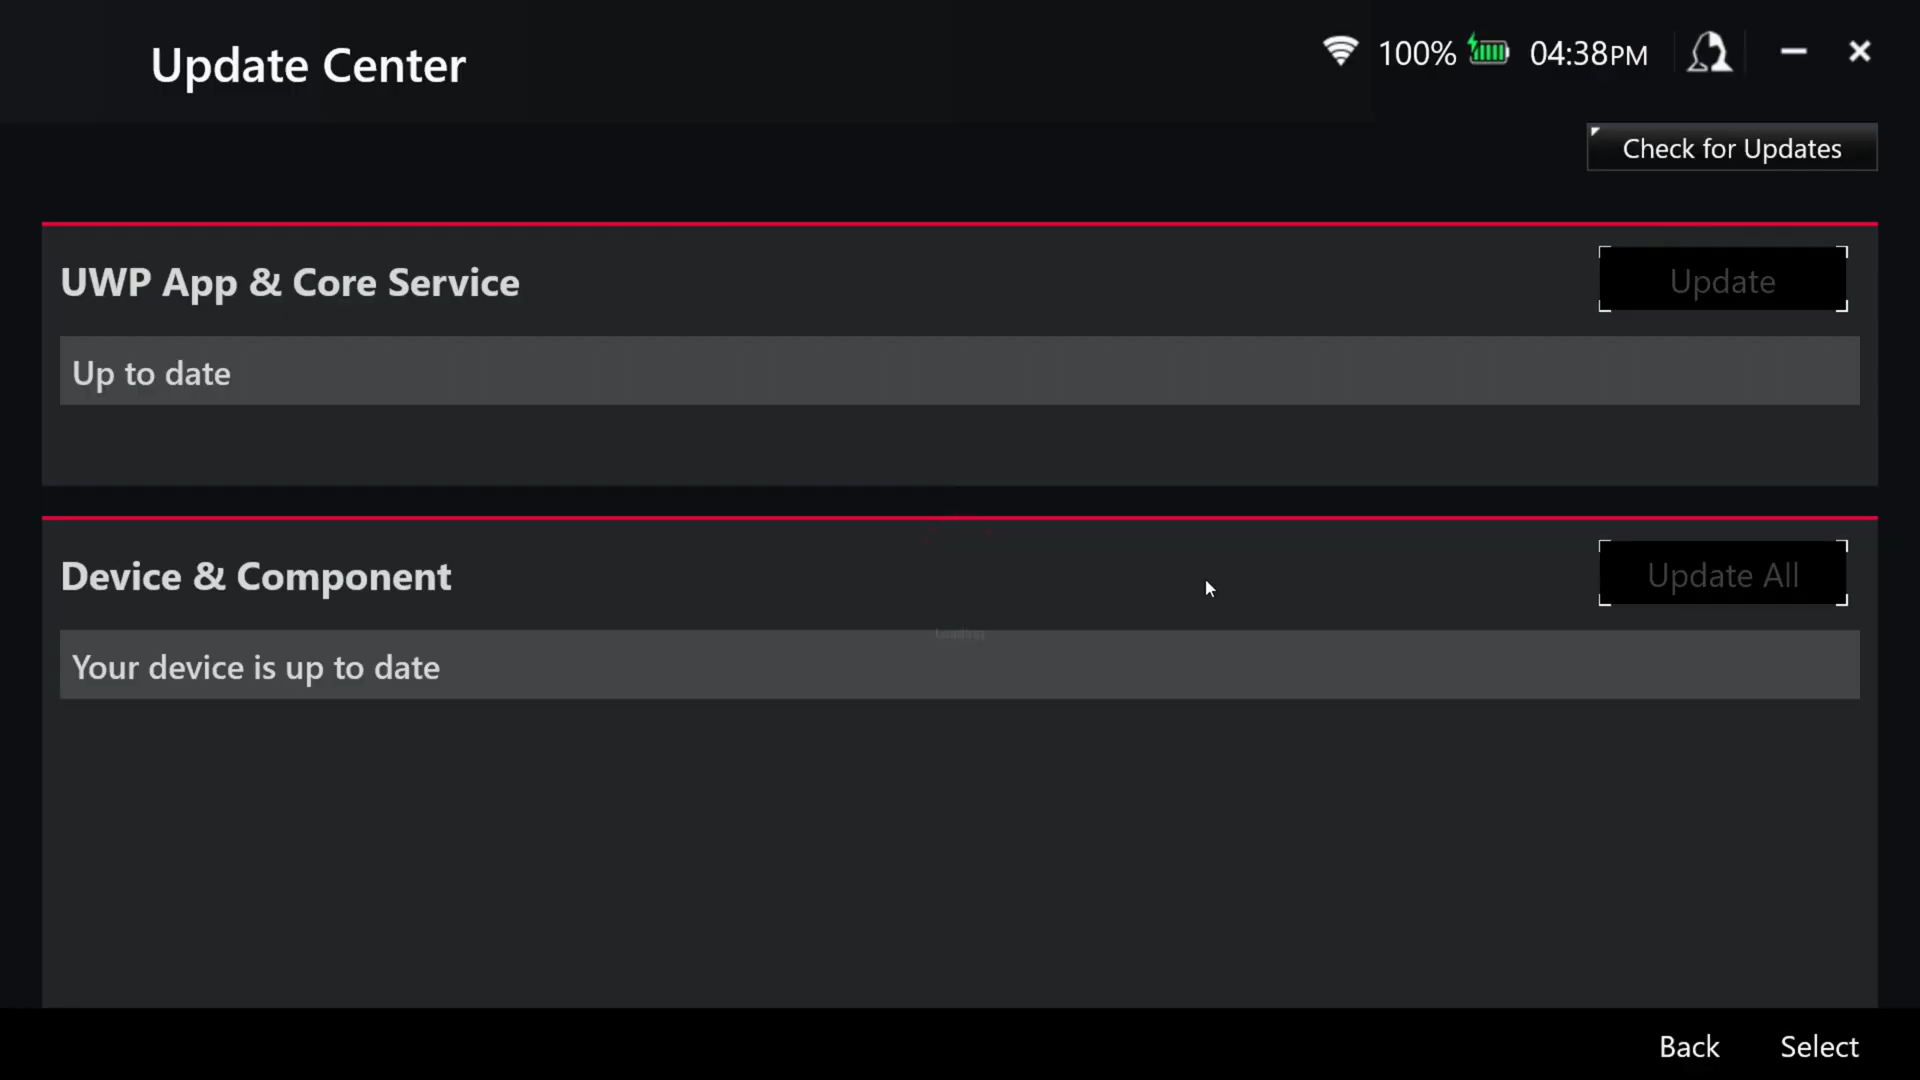 Update Center
100% 04:38PM
Check for Updates
UWP App & Core Service
Update
Up to date
Device & Component
Update All
Loading
Your device is up to date
Back Select